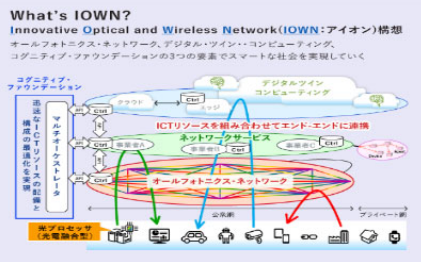 What's IOWN?
Innovative Optical and Wireless Network(IOWN:アイオン)構想
オールフォトニクス・ネットワーク、デジタル・ツイン・・コンピューティング、
コグニティブ・ファウンデーションの3つの要素でスマートな社会を実現していく
コグニティブ・
ファウンデーション
デジタルツイン
コンピューティング
クラウド
エッジ
Ctrl
Ctrl
API
迅速なICTリソースの配備と
構成の最適化を実現
マルチオーケストレータ
ICTリソースを組み合わせてエンド-エンドに連携
ネットワークサービス
API
Ctrl
事業者A
Ctrl
事業者B
Ctrl
事業者C
Ctrl
API
Ctrl
オールフォトニクス・ネットワーク
光プロセッサ
(光電融合型)
公衆網
プライベート網